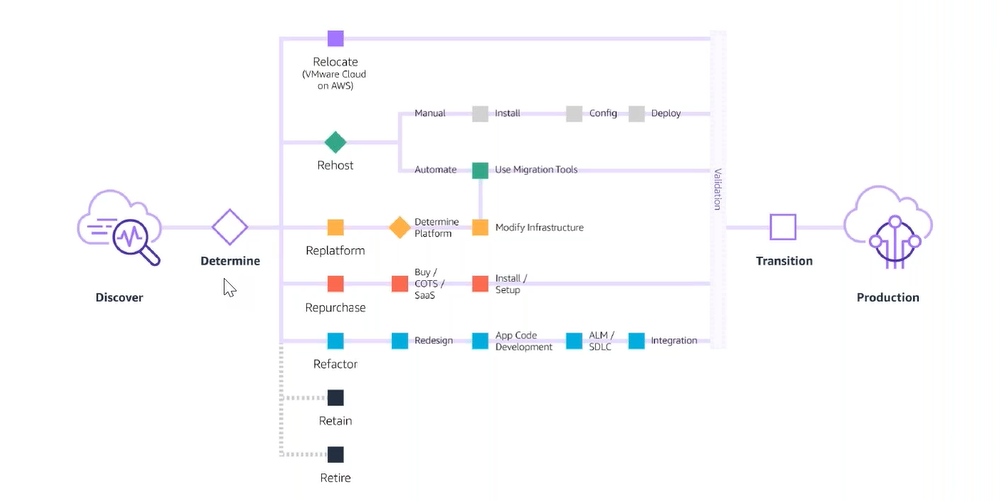 Relocate
(VMware Cloud
on AWS)
Manual
Install
Config
Deploy
Rehost
Automate
Use Migration Tools
Validation
Determine
Platform
Modify Infrastructure
Replatform
Determine
Transition
Discover
Production
Buy /
COTS /
SaaS
Install /
Setup
Repurchase
Redesign
App Code
Development
ALM /
SDLC
Integration
Refactor
Retain
Retire